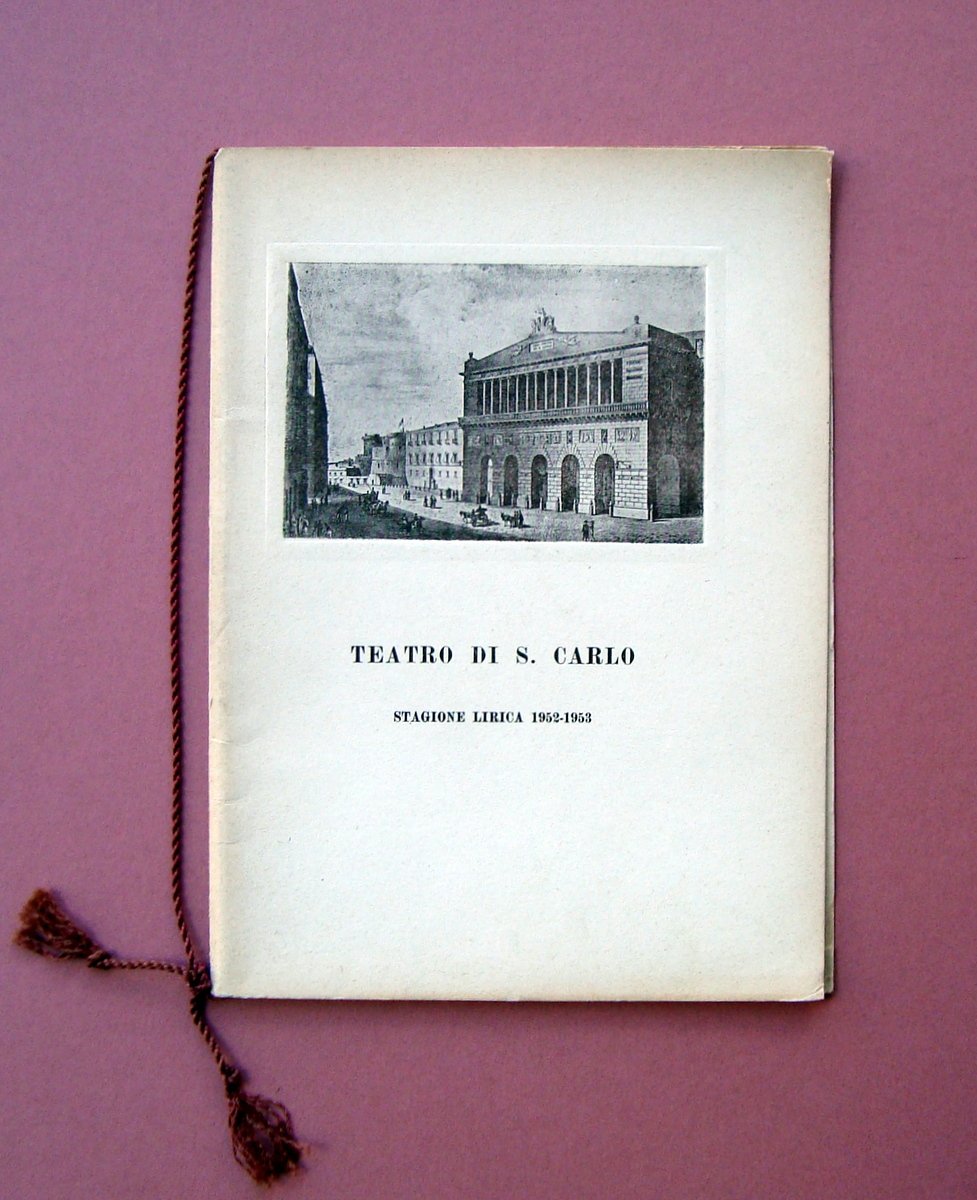 TEATRO DI S. CARLO
STAGIONE LIRICA 1952-1953